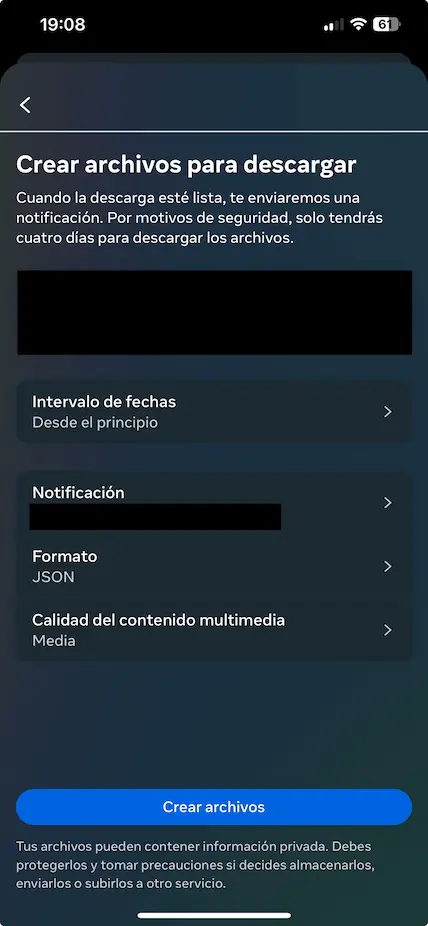 19:08
61
Crear archivos para descargar
Cuando la descarga esté lista, te enviaremos una
notificación. Por motivos de seguridad, solo tendrás
cuatro días para descargar los archivos.
Intervalo de fechas
Desde el principio
Notificación
Formato
JSON
Calidad del contenido multimedia
Media
Crear archivos
Tus archivos pueden contener información privada. Debes
protegerlos y tomar precauciones si decides almacenarlos,
enviarlos o subirlos a otro servicio.